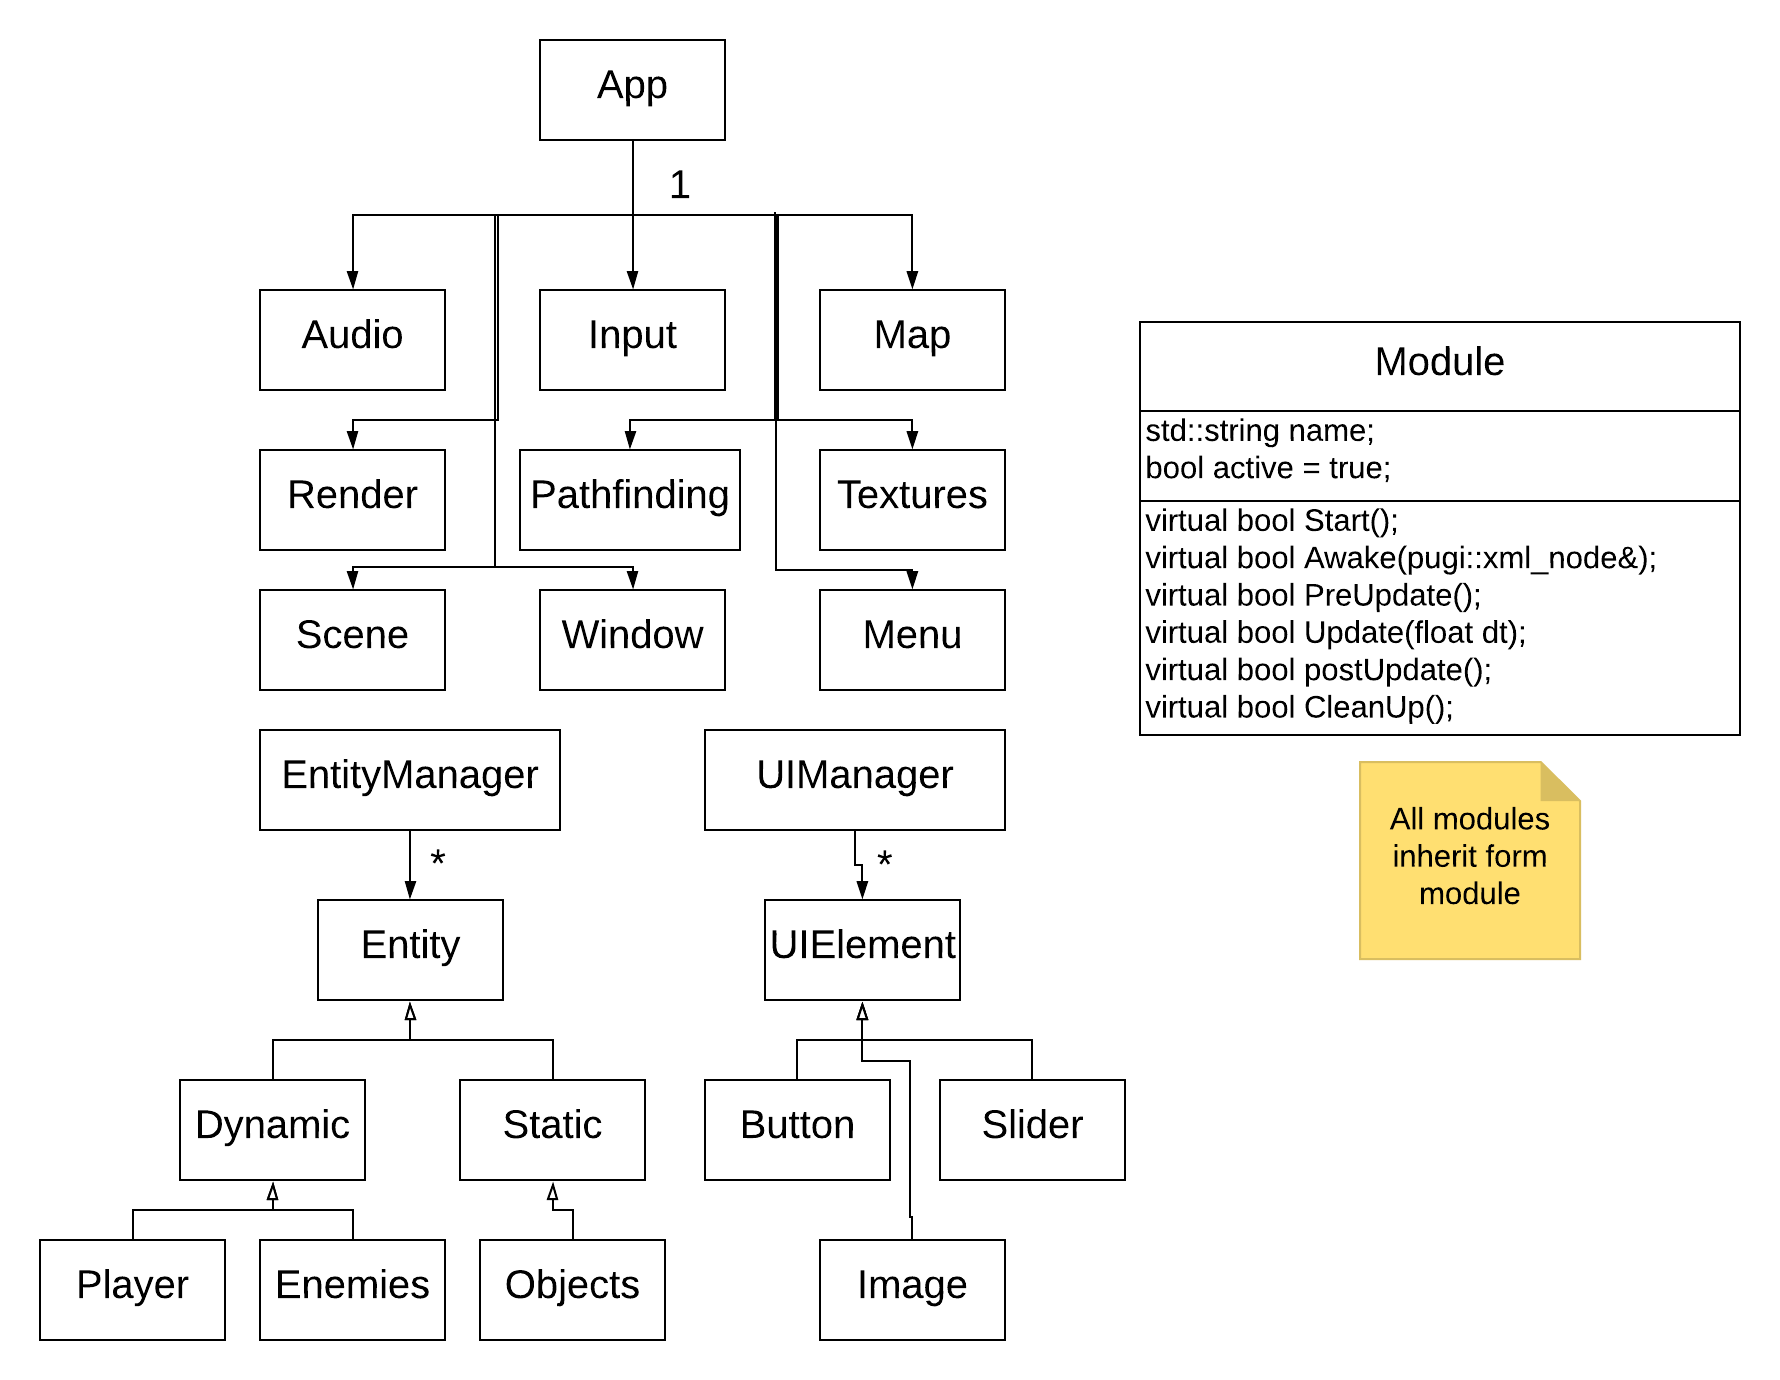 App
1
Audio
Input
Map
Render
Pathfinding
Textures
Scene
Window
Menu
EntityManager
UIManager
*
*
Entity
UIElement
Dynamic
Static
Button
Slider
Player
Enemies
Objects
Image
Module
std::string name;
bool active = true;
virtual bool Start();
virtual bool Awake(pugi::xml_node&);
virtual bool PreUpdate();
virtual bool Update(float dt);
virtual bool postUpdate();
virtual bool CleanUp();
All modules
inherit form
module